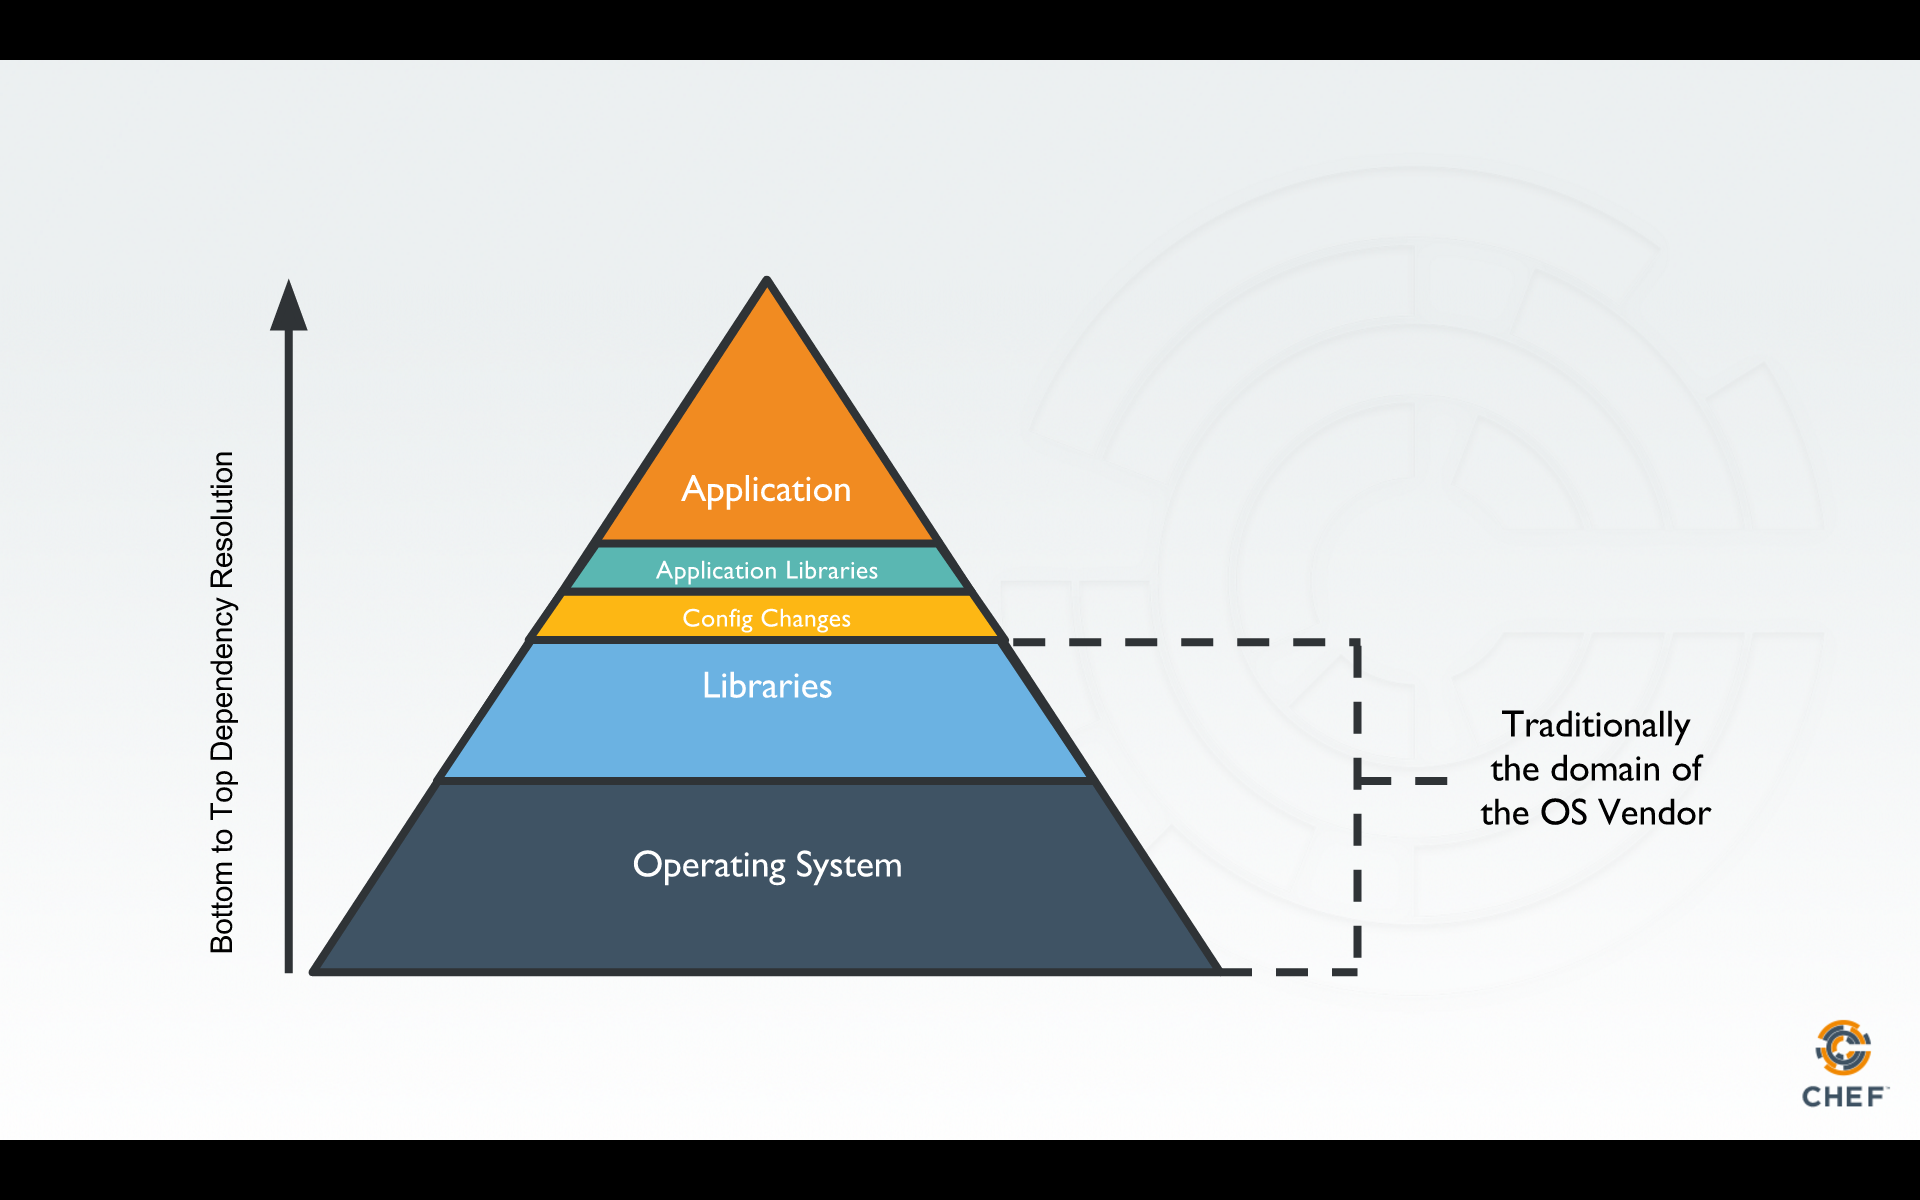 Bottom to Top Dependency Resolution
Application
Application Libraries
Config Changes
Libraries
Operating System
Traditionally
the domain of
the OS Vendor
CHEF™